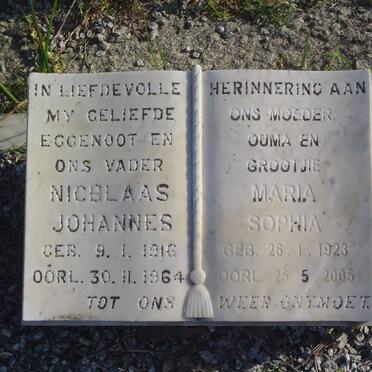 IN LIEFDEVOLLE
MY GELIEFDE
EGGENOOT EN
ONS VADER
NICOLAAS
JOHANNES
GEB. 9. 1. 1916
OORL. 30. 11. 1964
TOT ONS
HERINNERING AAN
ONS MOEDER,
OUMA EN
GROOTJIE
MARIA
SOPHIA
GEB. 26. 1. 1923
OORL. 25 5 2005
WEER ONTMOET